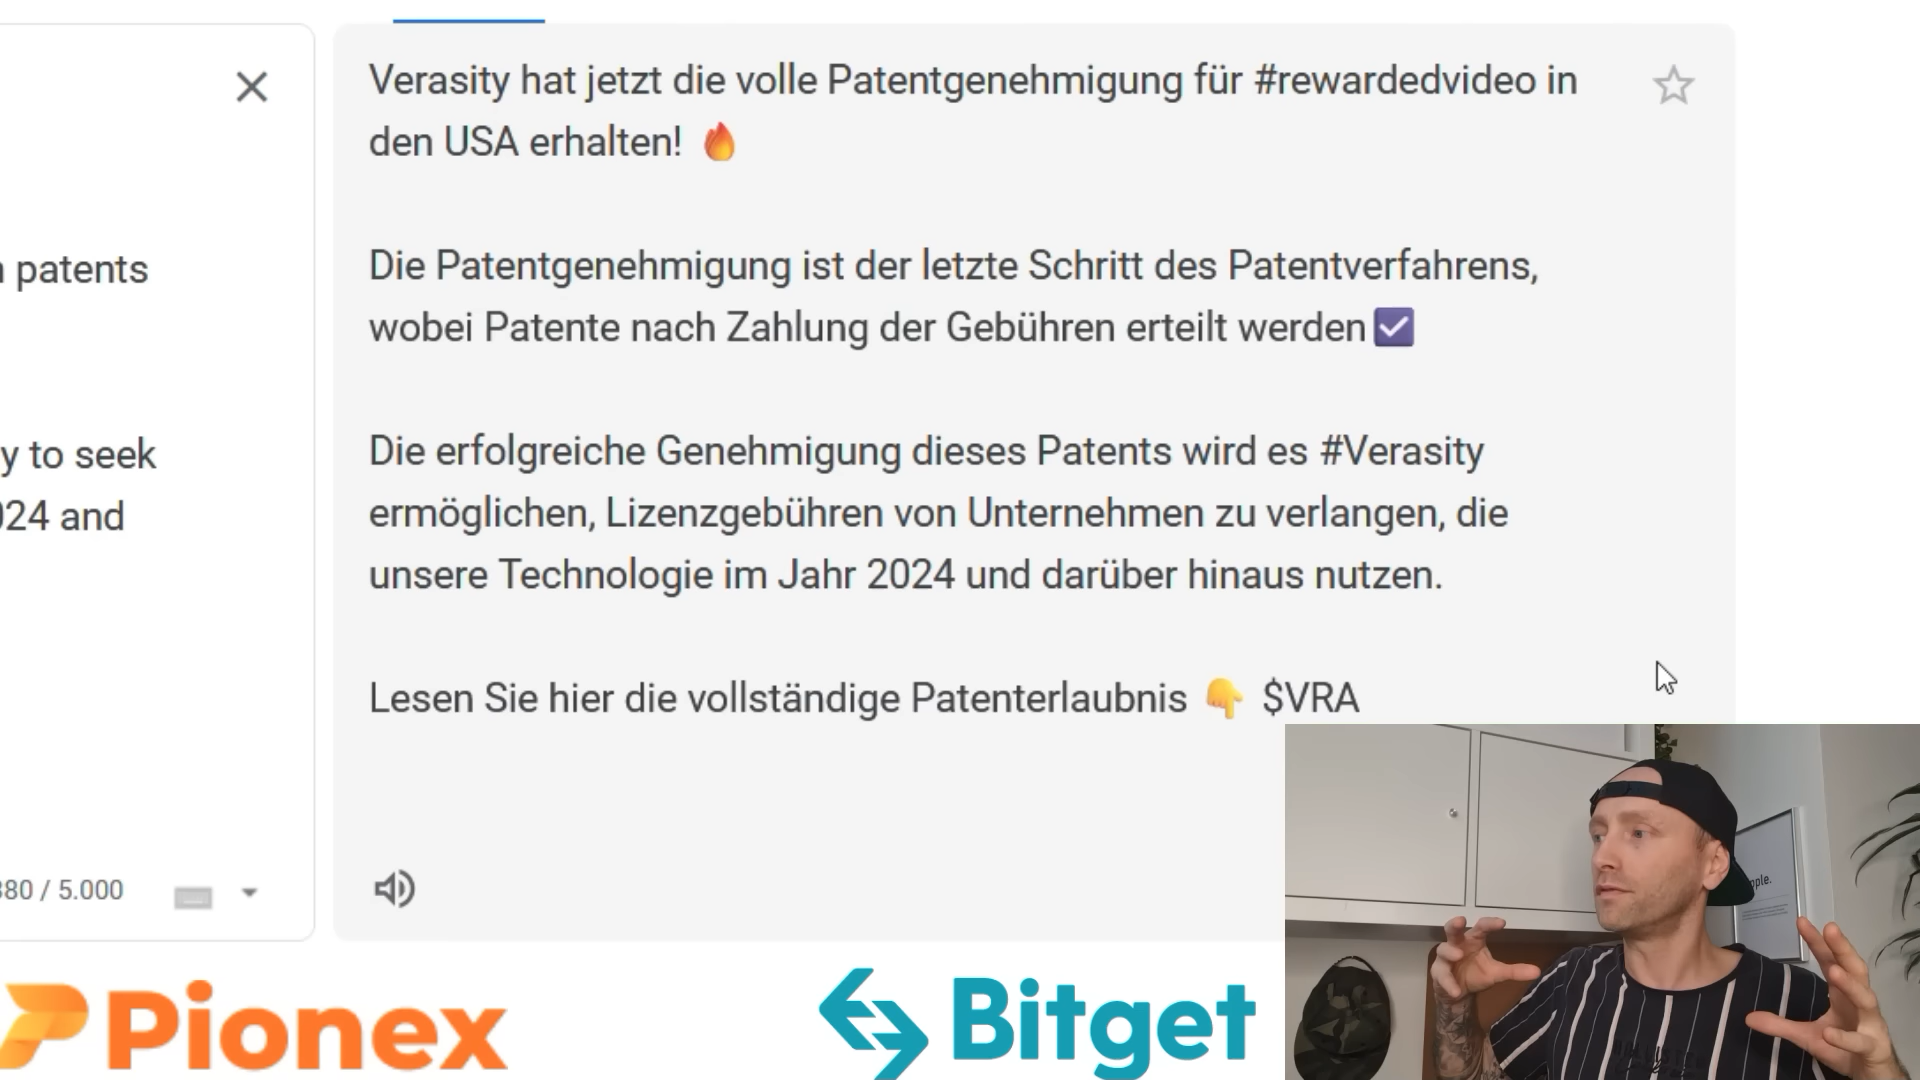 Verasity hat jetzt die volle Patentgenehmigung für #rewardedvideo in
den USA erhalten! 🔥
patents
Die Patentgenehmigung ist der letzte Schritt des Patentverfahrens,
wobei Patente nach Zahlung der Gebühren erteilt werden☑️
to seek
and
Die erfolgreiche Genehmigung dieses Patents wird es #Verasity
ermöglichen, Lizenzgebühren von Unternehmen zu verlangen, die
unsere Technologie im Jahr 2024 und darüber hinaus nutzen.
Lesen Sie hier die vollständige Patenterlaubnis 👇 $VRA
/ 5.000
Pionex
Bitget